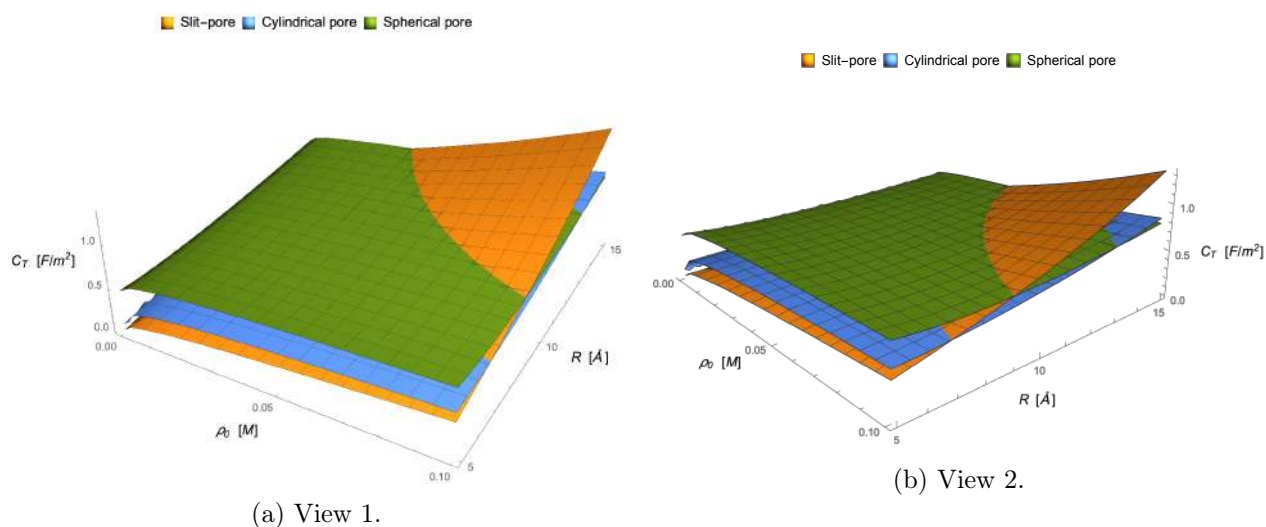 Slit-pore Cylindrical pore Spherical pore
C_T [F/m²]
1.0
0.5
0.0
0.00
0.05
0.10
ρ₀ [M]
5
10
15
R [Å]
(a) View 1.
Slit-pore Cylindrical pore Spherical pore
0.00
0.05
0.10
ρ₀ [M]
5
10
15
R [Å]
1.0
0.5
0.0
C_T [F/m²]
(b) View 2.